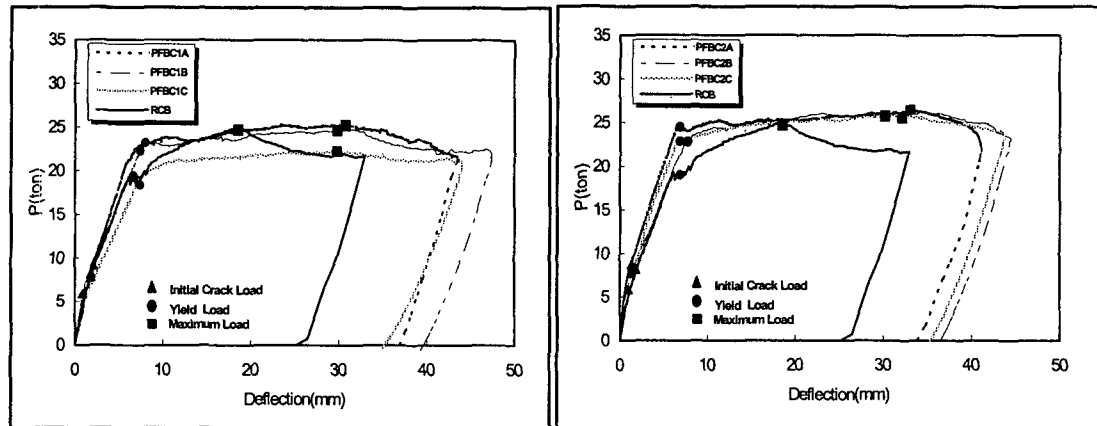 35
30
25
20
15
10
5
0
P(ton)
PFBC1A
PFBC1B
PFBC1C
RCB
Initial Crack Load
Yield Load
Maximum Load
0 10 20 30 40 50
Deflection(mm)
35
30
25
20
15
10
5
0
P(ton)
PFBC2A
PFBC2B
PFBC2C
RCB
Initial Crack Load
Yield Load
Maximum Load
0 10 20 30 40 50
Deflection(mm)